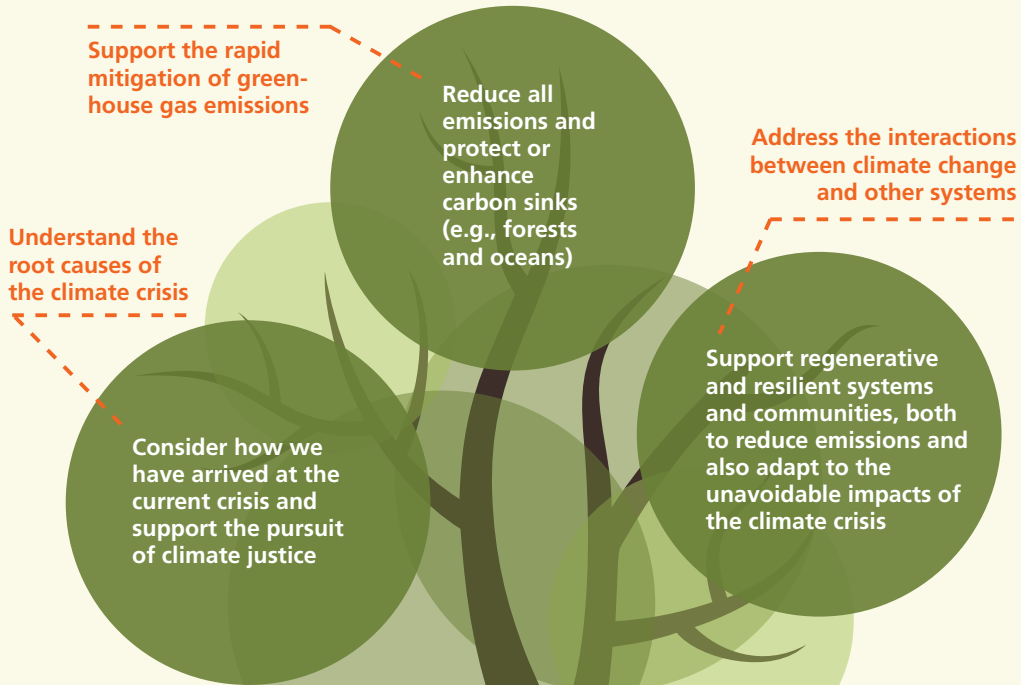 Support the rapid
mitigation of green-
house gas emissions
Reduce all
emissions and
protect or
enhance
carbon sinks
(e.g., forests
and oceans)
Address the interactions
between climate change
and other systems
Understand the
root causes of
the climate crisis
Support regenerative
and resilient systems
and communities, both
to reduce emissions and
also adapt to the
unavoidable impacts of
the climate crisis
Consider how we
have arrived at the
current crisis and
support the pursuit
of climate justice